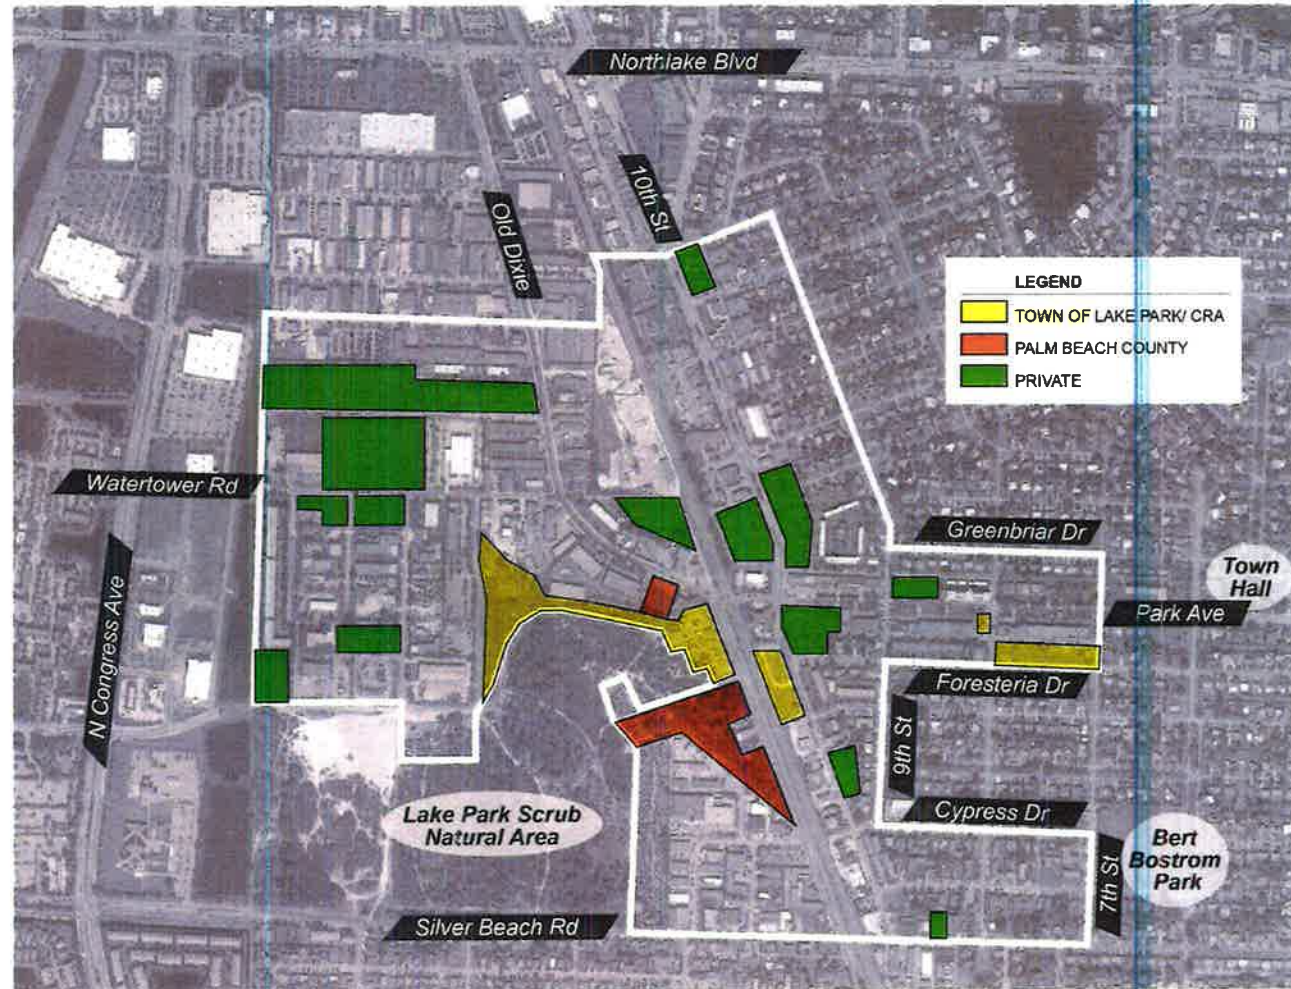 Northlake Blvd
10th St
Old Dixie
LEGEND
TOWN OF LAKE PARK/ CRA
PALM BEACH COUNTY
PRIVATE
Watertower Rd
Greenbriar Dr
Town
Hall
Park Ave
N Congress Ave
Foresteria Dr
9th St
Lake Park Scrub
Natural Area
Cypress Dr
Bert
Bostrom
Park
7th St
Silver Beach Rd